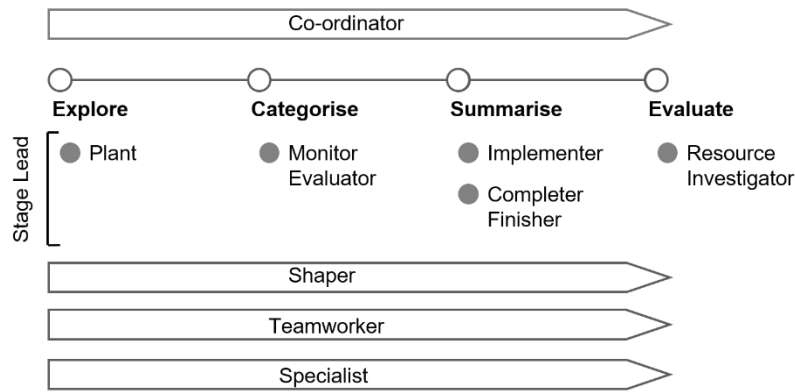 Co-ordinator
Explore
Categorise
Summarise
Evaluate
Stage Lead
Plant
Monitor
Evaluator
Implementer
Completer
Finisher
Resource
Investigator
Shaper
Teamworker
Specialist